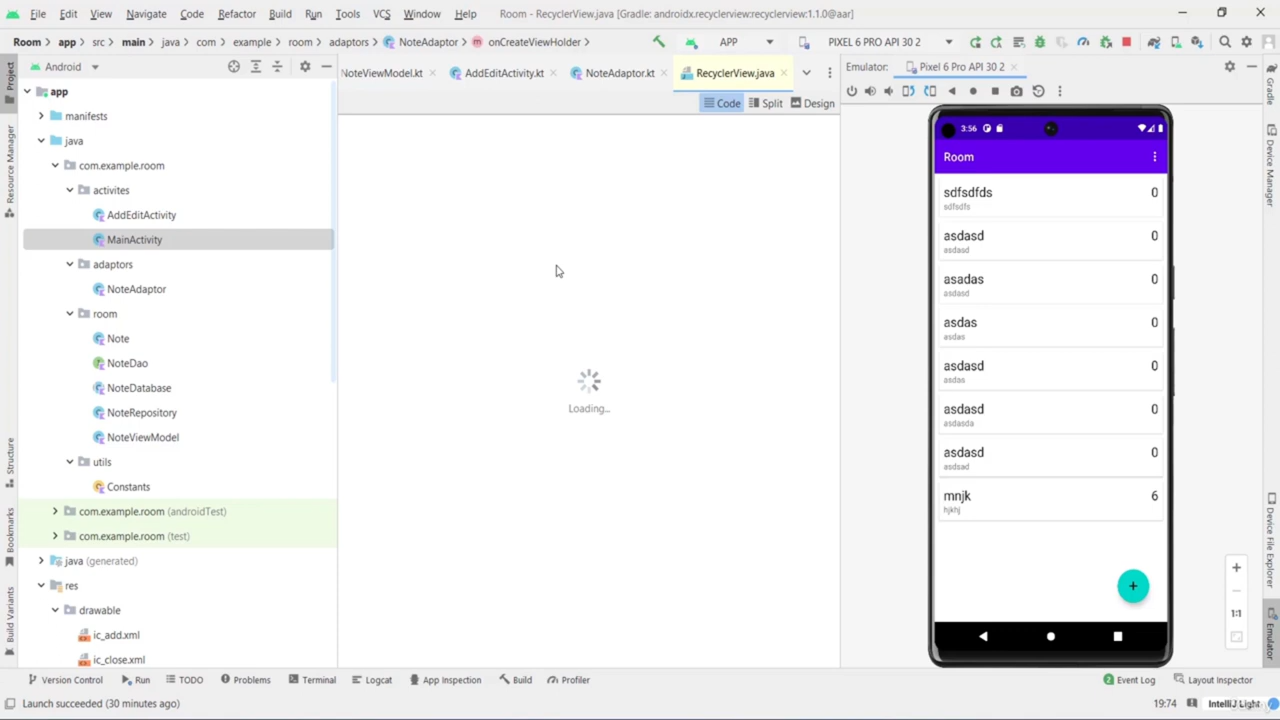 File Edit View Navigate Code Refactor Build Run Tools VCS Window Help Room - RecyclerView.java [Gradle: androidx.recyclerview:recyclerview:1.1.0@aar]
Room app src main java com example room adaptors NoteAdaptor onCreateViewHolder APP PIXEL 6 PRO API 30 2
Android
NoteViewModel.kt AddEditActivity.kt NoteAdaptor.kt RecyclerView.java
Emulator: Pixel 6 Pro API 30 2
Code Split Design
Project
Resource Manager
Structure
Bookmarks
Build Variants
app
manifests
java
com.example.room
activites
AddEditActivity
MainActivity
adaptors
NoteAdaptor
room
Note
NoteDao
NoteDatabase
NoteRepository
NoteViewModel
utils
Constants
com.example.room (androidTest)
com.example.room (test)
java (generated)
res
drawable
ic_add.xml
ic_close.xml
Loading...
3:56
Room
sdfsdfds 0
sdfsdfs
asdasd 0
asdasd
asadas 0
asdasd
asdas 0
asdas
asdasd 0
asdas
asdasd 0
asdasda
asdasd 0
asdsad
mnjk 6
hjkhj
+
1:1
Gradle
Device Manager
Device File Explorer
Emulator
Version Control Run TODO Problems Terminal Logcat App Inspection Build Profiler 2 Event Log Layout Inspector
Launch succeeded (30 minutes ago) 19:74 IntelliJ Light